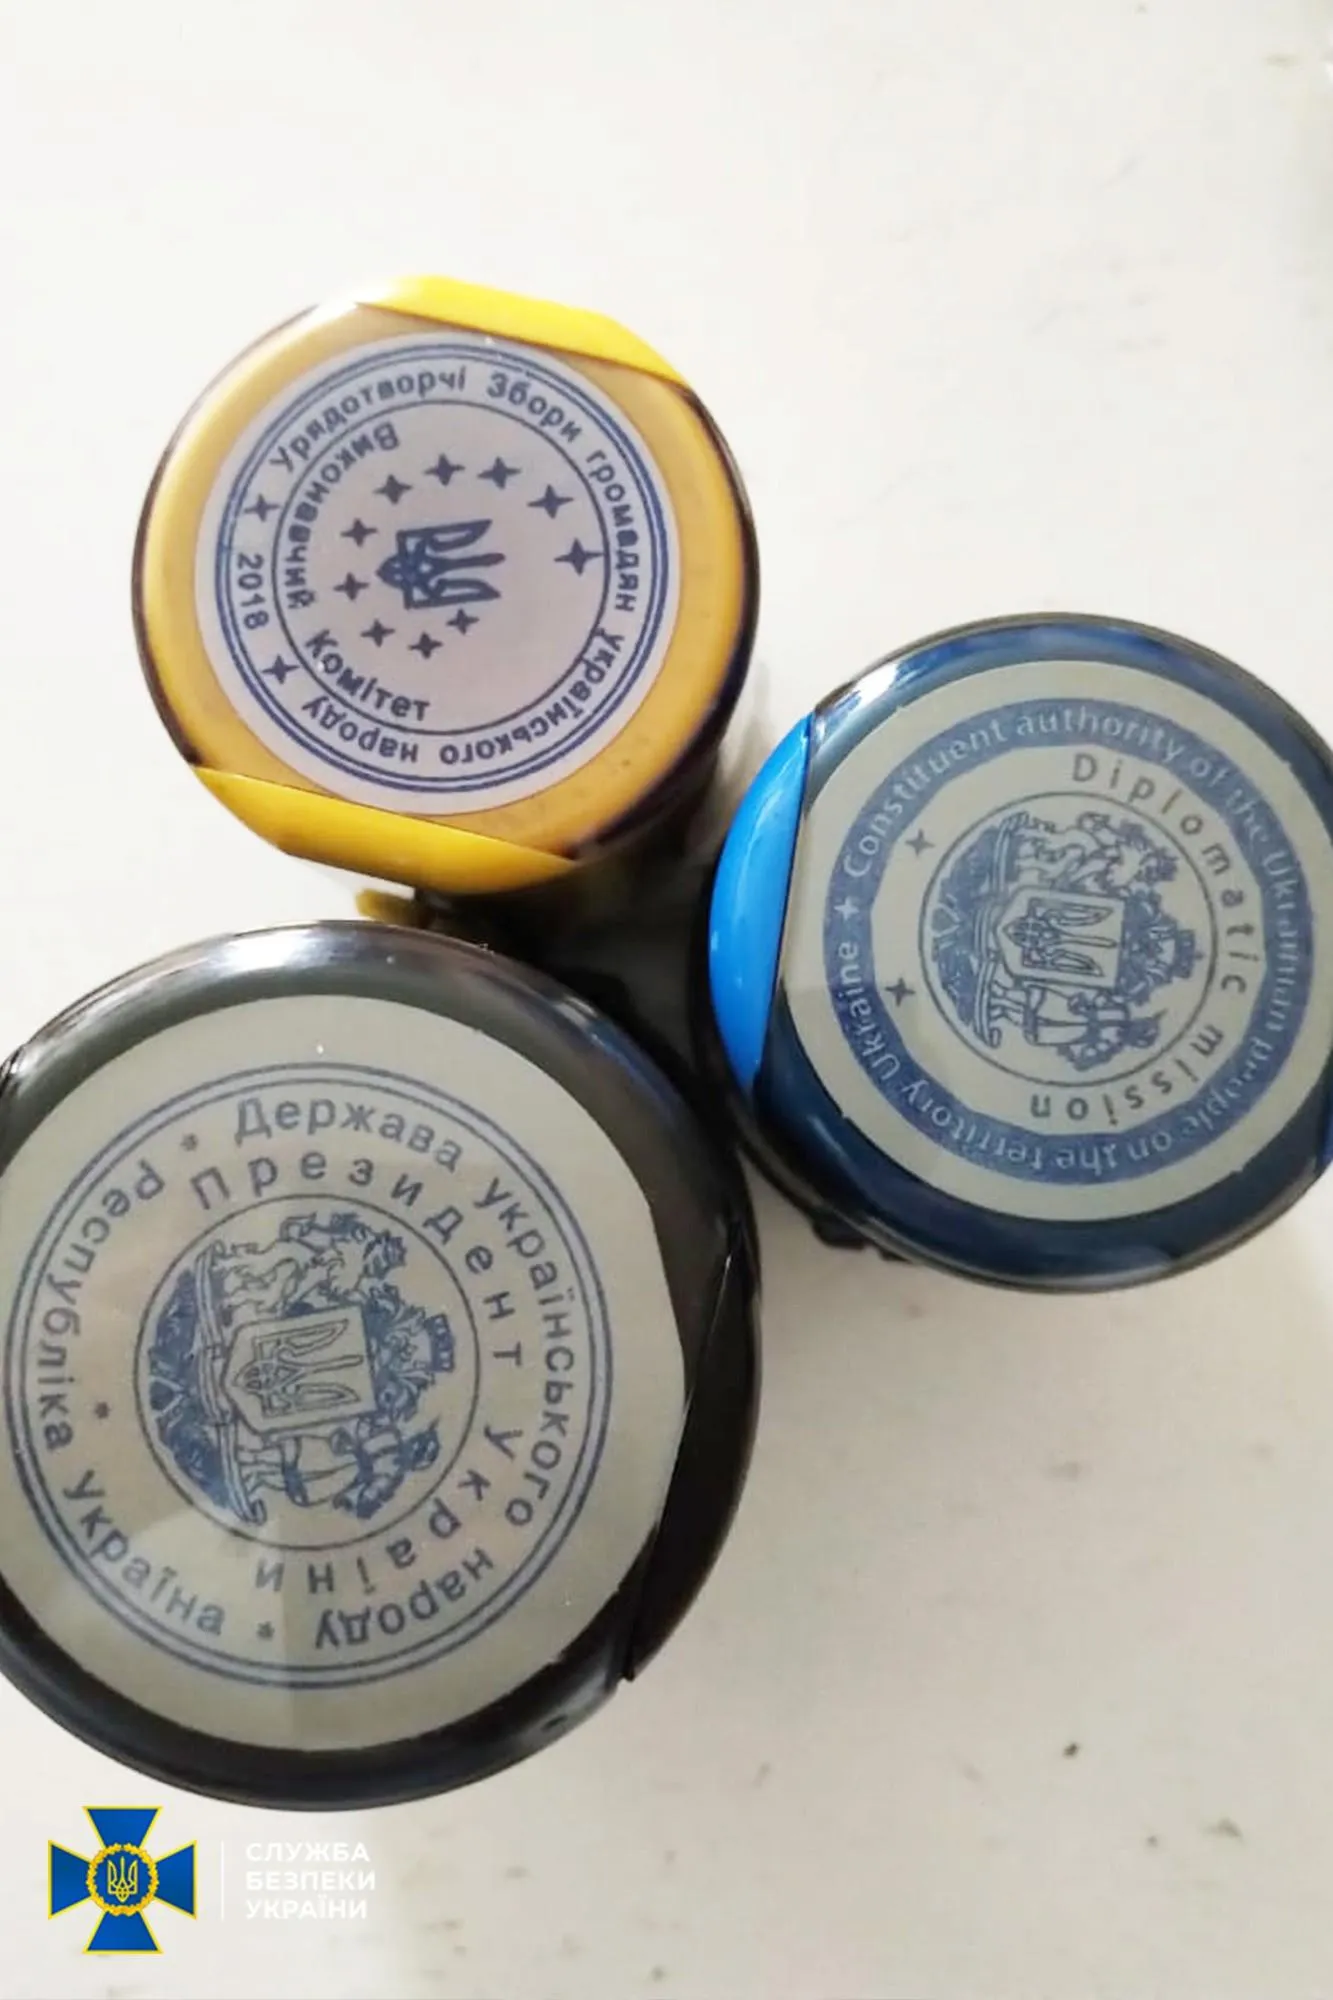 Урядотворчі Збори громадян українського народу
2018
Виконавчий Комітет
Constituent authority of the Ukrainian people on the territory Ukraine
Diplomatic mission
Держава українського народу
Республіка Україна
Президент України
СЛУЖБА
БЕЗПЕКИ
УКРАЇНИ